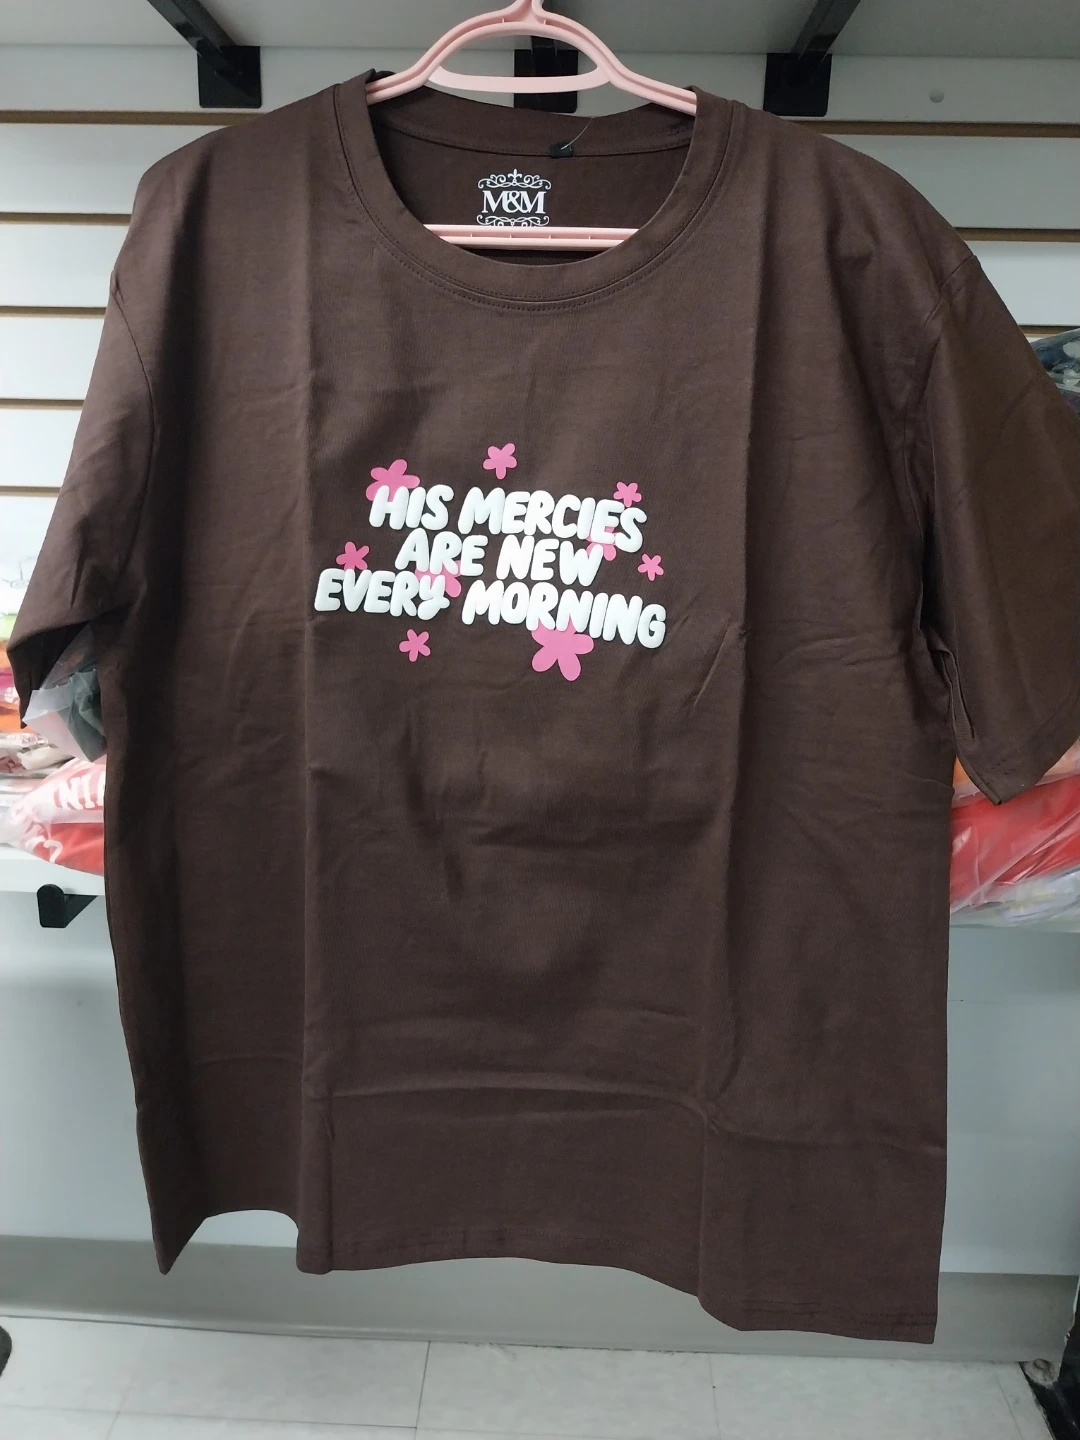 M&M
HIS MERCIES
ARE NEW
EVERY MORNING